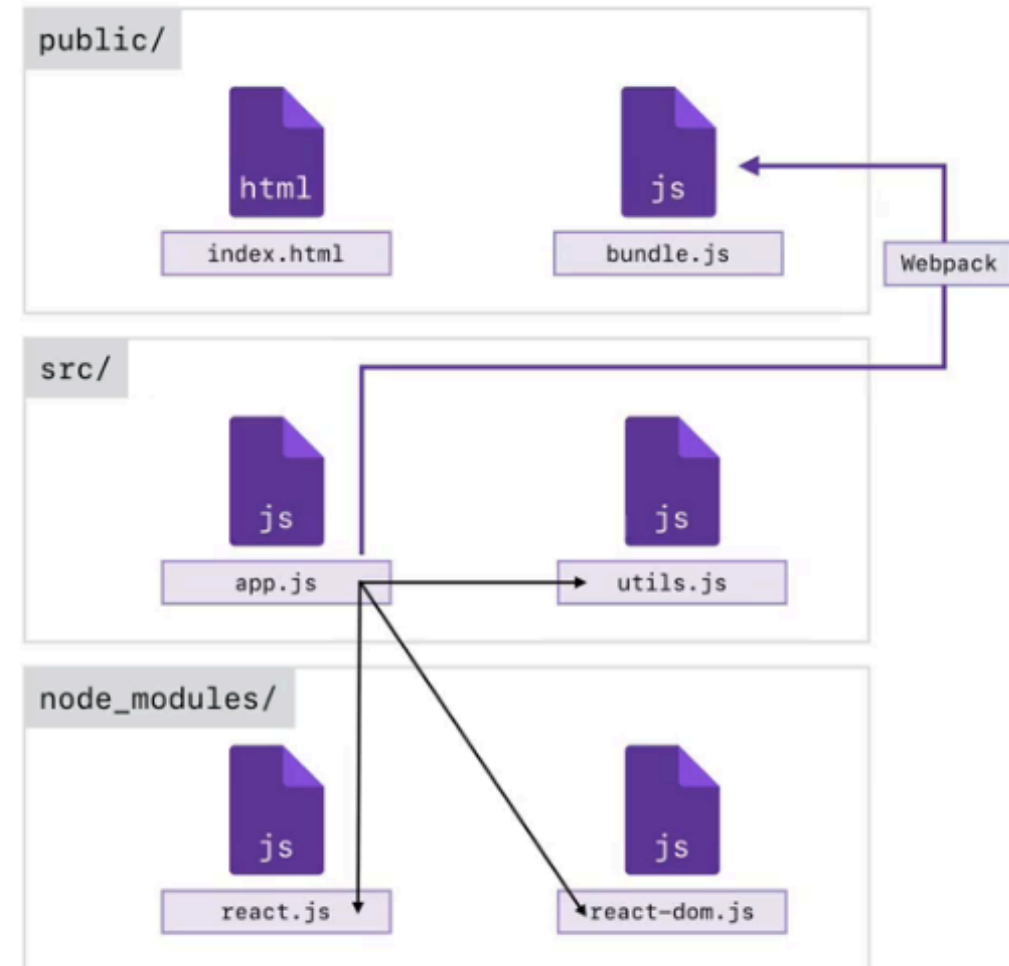 public/
html
js
index.html
bundle.js
Webpack
src/
js
js
app.js
utils.js
node_modules/
js
js
react.js
react-dom.js